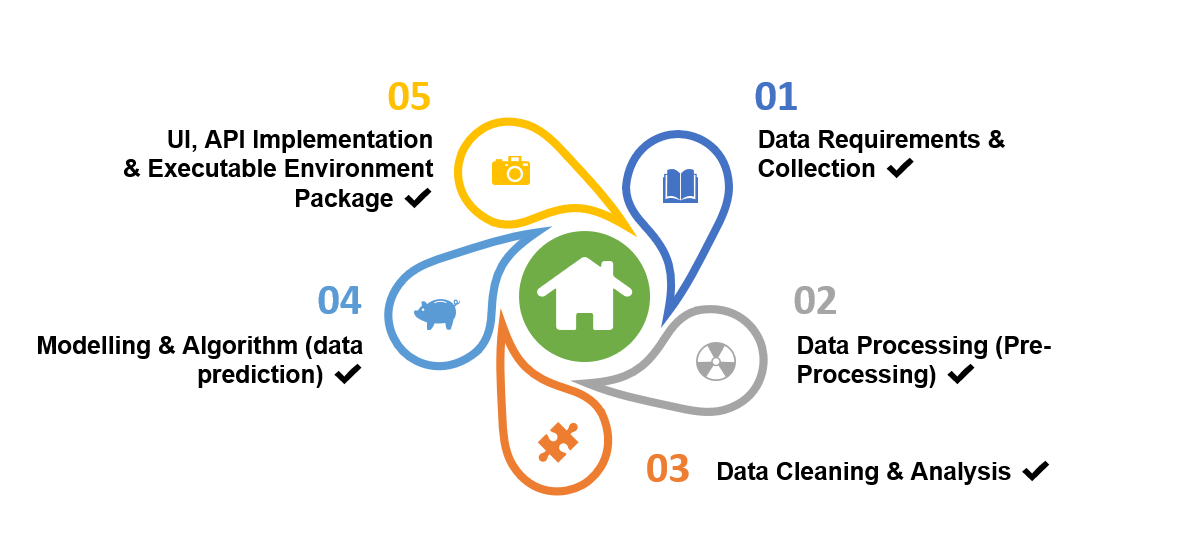 01
Data Requirements &
Collection ✔
02
Data Processing (Pre-
Processing) ✔
03
Data Cleaning & Analysis ✔
04
Modelling & Algorithm (data
prediction) ✔
05
UI, API Implementation
& Executable Environment
Package ✔